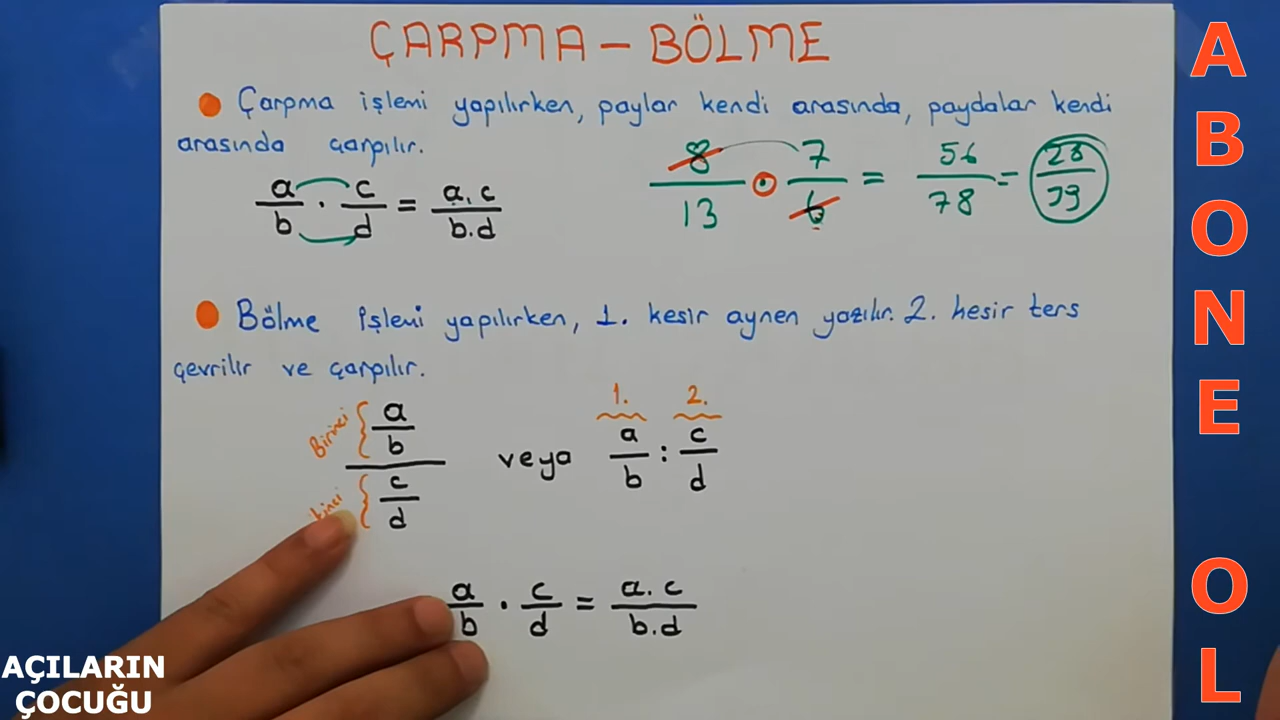 ÇARPMA - BÖLME
Çarpma işlemi yapılırken, paylar kendi arasında, paydalar kendi
arasında çarpılır.
a/b . c/d = a.c/b.d
8/13 . 7/6 = 56/78 = 28/39
Bölme işlemi yapılırken, 1. kesir aynen yazılır. 2. kesir ters
çevrilir ve çarpılır.
Birinci a/b
c/d
veya
1. 2.
a/b : c/d
a/b . c/d = a.c/b.d
AÇILARIN
ÇOCUĞU
ABONE OL